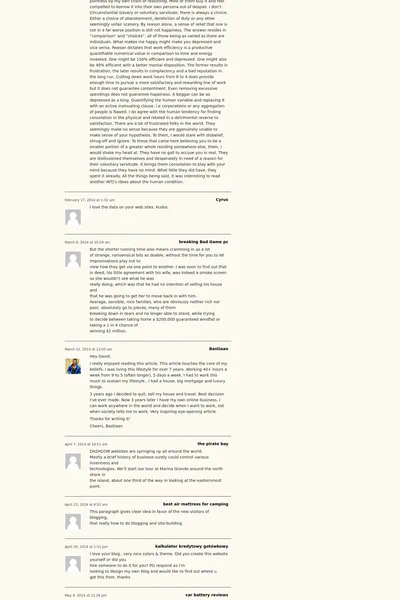 portions by my own chain of reasoning. Most of them buy it and feel
compelled to borrow it into their own persona out of despair. I don't
Circumstantial slavery or voluntary servitude, there is always a choice.
Either a choice of abandonment, dereliction of duty or any other
seemingly unfair scenery. By reason alone, a sense of relief that one is
not in a far worse position is still not happiness. The answer resides in
"comparison" and "choices", all of those being as varied as there are
individuals. What makes me happy might make you depressed and
vice versa. Reason dictates that work efficiency is a productive
quantifiable numerical value in comparison to time and energy
invested. One might be 150% efficient and depressed. One might also
be 40% efficient with a better mental disposition. The former results in
frustration, the later results in complacency and a bad reputation in
the long run. Cutting down work hours from 8 to 4 does provide
enough time to pursue a more satisfactory and rewarding line of work
but it does not guarantee contentment. Even removing excessive
spendings does not guarantee happiness. A beggar can be as
depressed as a king. Quantifying the human variable and replacing it
with an active insinuating clause, i.e corporations or any aggregation
of people is flawed. I do agree with the human tendency for finding
consolation in the physical and related in a detrimental reverse to
satisfaction. There are a lot of frustrated folks in the world. They
seemingly make no sense because they are genuinely unable to
make sense of your hypothesis. To them, I would stare with disbelief,
shrug-off and ignore. To those that came here believing you to be a
smaller portion of a greater whole residing somewhere else, them, I
would shake my head at. They have no gall to accuse you in real. They
are disillusioned themselves and desperately in need of a reason for
their voluntary servitude. It brings them consolation to play with your
mind because they have no mind. What little they did have, they
spent it already. All the things being said, it was interesting to read
another INTJ's ideas about the human condition.
February 17, 2014 at 1:32 am
Cyrus
I love the data on your web sites. Kudos.
March 8, 2014 at 10:26 am
breaking Bad Game pc
But the shorter running time also means cramming in as a lot
of strange, nonsensical bits as doable, without the time for you to let
improvisations play out to
view how they get via one point to another. I was soon to find out that
in deed, his little agreement with his wife, was indeed a smoke screen
so she wouldn't see what he was
really doing, which was that he had no intention of selling his house
and
that he was going to get her to move back in with him.
Average, sensible, nice families, who are obviously neither rich nor
poor, absolutely go to pieces, many of them
breaking down in tears and no longer able to stand, while trying
to decide between taking home a $200,000 guaranteed windfall or
taking a 1 in 4 chance of
winning $1 million.
March 22, 2014 at 12:03 am
Bastiaan
Hey David,
I really enjoyed reading this article. This article touches the core of my
beliefs. I was living this lifestyle for over 7 years. Working 40+ hours a
week from 9 to 5 (often longer), 5 days a week. I had to work this
much to sustain my lifestyle.. I had a house, big mortgage and luxury
things.
3 years ago I decided to quit, sell my house and travel. Best decision
I've ever made. Now 3 years later I have my own online business. I
can work anywhere in the world and decide when I want to work, not
when society tells me to work. Very inspiring eye-opening article.
Thanks for writing it!
Cheers, Bastiaan
April 7, 2014 at 10:51 am
the pirate bay
DASHCOM websites are springing up all around the world.
Mostly a brief history of business surely could control various
inventions and
technologies. We'll start our tour at Marina Grande around the north
shore in
the island, about one third of the way in looking at the easternmost
point.
April 15, 2014 at 6:52 am
best air mattress for camping
This paragraph gives clear idea in favor of the new visitors of
blogging,
that really how to do blogging and site-building.
April 28, 2014 at 1:52 pm
kalkulator kredytowy gotówkowy
I love your blog.. very nice colors & theme. Did you create this website
yourself or did you
hire someone to do it for you? Plz respond as I'm
looking to design my own blog and would like to find out where u
got this from. thanks
May 9, 2014 at 11:28 pm
car battery reviews